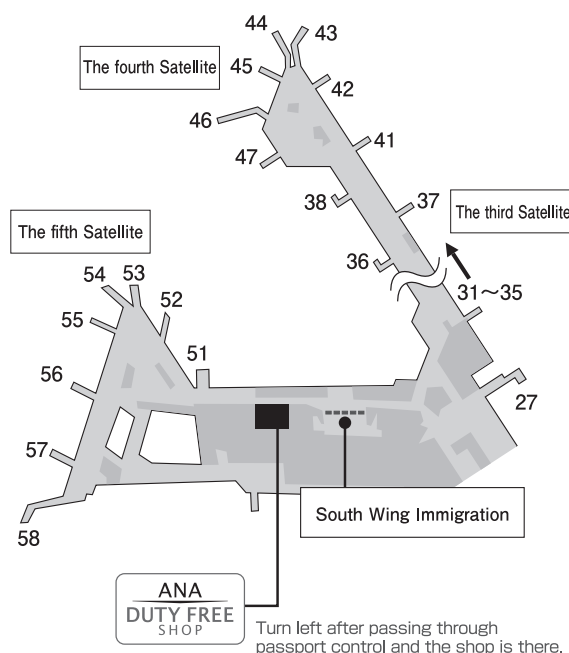 44
43
The fourth Satellite
45
42
46
41
47
38
37
The third Satellite
The fifth Satellite
36
31～35
54
53
52
55
51
56
27
57
South Wing Immigration
58
ANA
DUTY FREE
SHOP
Turn left after passing through
passport control and the shop is there.